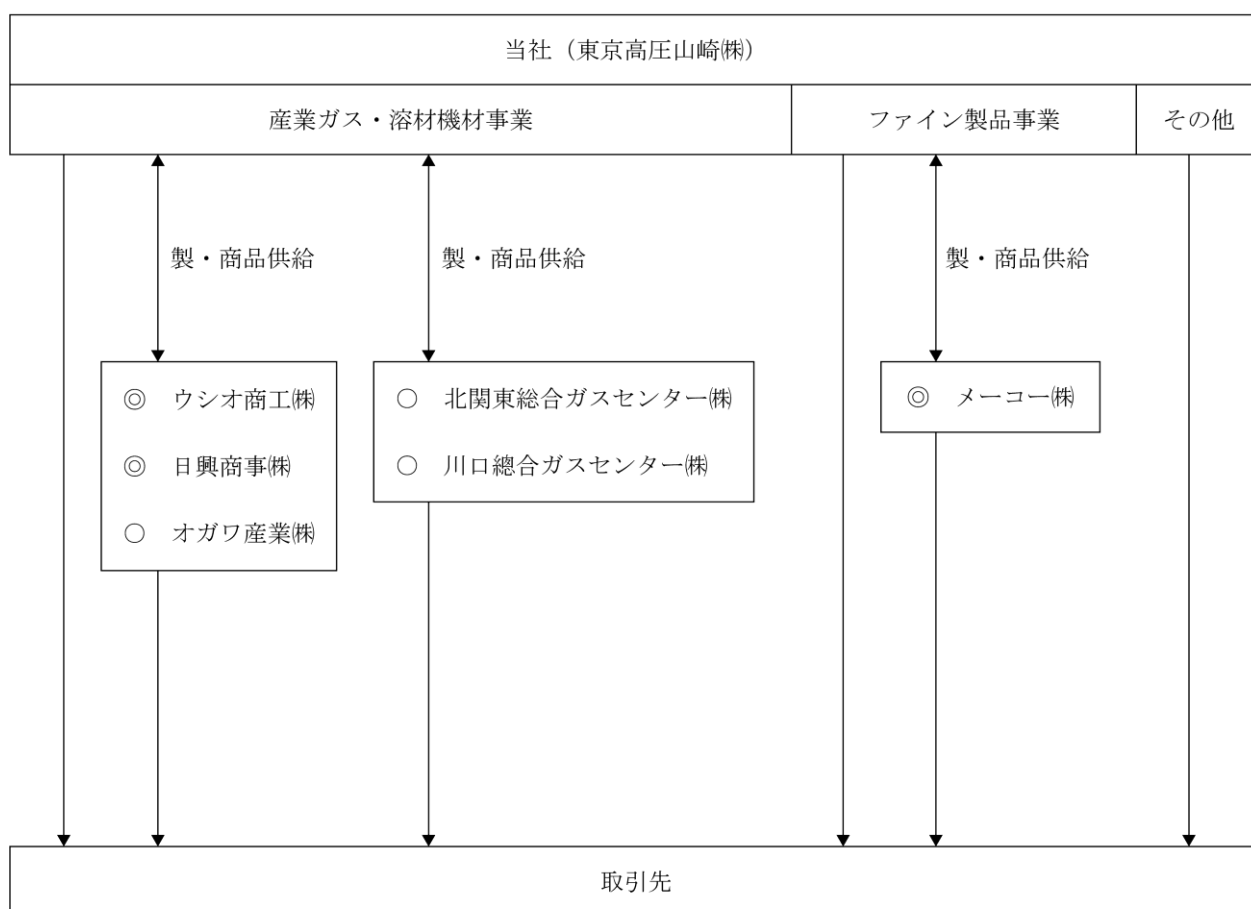 当社（東京高圧山崎㈱）
産業ガス・溶材機材事業
ファイン製品事業
その他
製・商品供給
製・商品供給
製・商品供給
◎ ウシオ商工㈱
◎ 日興商事㈱
○ オガワ産業㈱
○ 北関東総合ガスセンター㈱
○ 川口總合ガスセンター㈱
◎ メーコー㈱
取引先